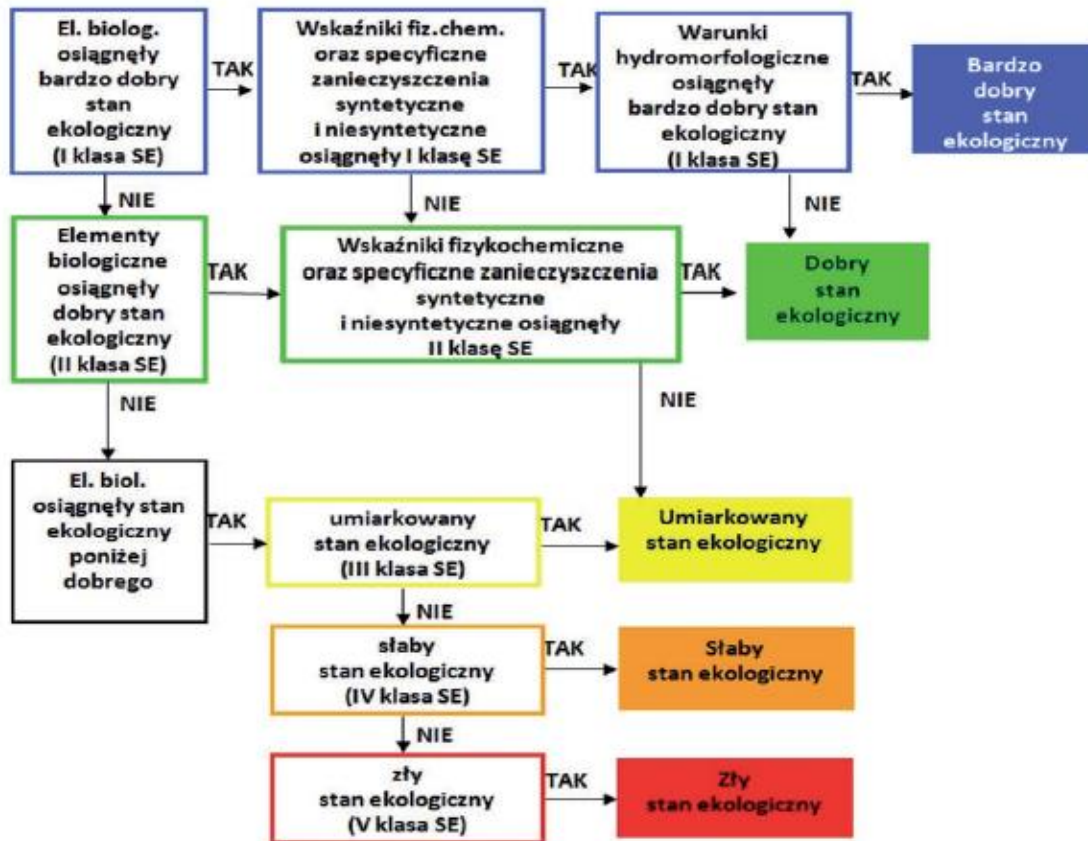 El. biolog.
osiągnęły
bardzo dobry
stan
ekologiczny
(I klasa SE)
TAK
Wskaźniki fiz.chem.
oraz specyficzne
zanieczyszczenia
syntetyczne
i niesyntetyczne
osiągnęły I klasę SE
TAK
Warunki
hydromorfologiczne
osiągnęły
bardzo dobry stan
ekologiczny
(I klasa SE)
TAK
Bardzo
dobry
stan
ekologiczny
NIE
NIE
NIE
Elementy
biologiczne
osiągnęły
dobry stan
ekologiczny
(II klasa SE)
TAK
Wskaźniki fizykochemiczne
oraz specyficzne zanieczyszczenia
syntetyczne
i niesyntetyczne osiągnęły
II klasę SE
TAK
Dobry
stan
ekologiczny
NIE
NIE
El. biol.
osiągnęły stan
ekologiczny
poniżej
dobrego
TAK
umiarkowany
stan ekologiczny
(III klasa SE)
TAK
Umiarkowany
stan ekologiczny
NIE
słaby
stan ekologiczny
(IV klasa SE)
TAK
Słaby
stan ekologiczny
NIE
zły
stan ekologiczny
(V klasa SE)
TAK
Zły
stan ekologiczny